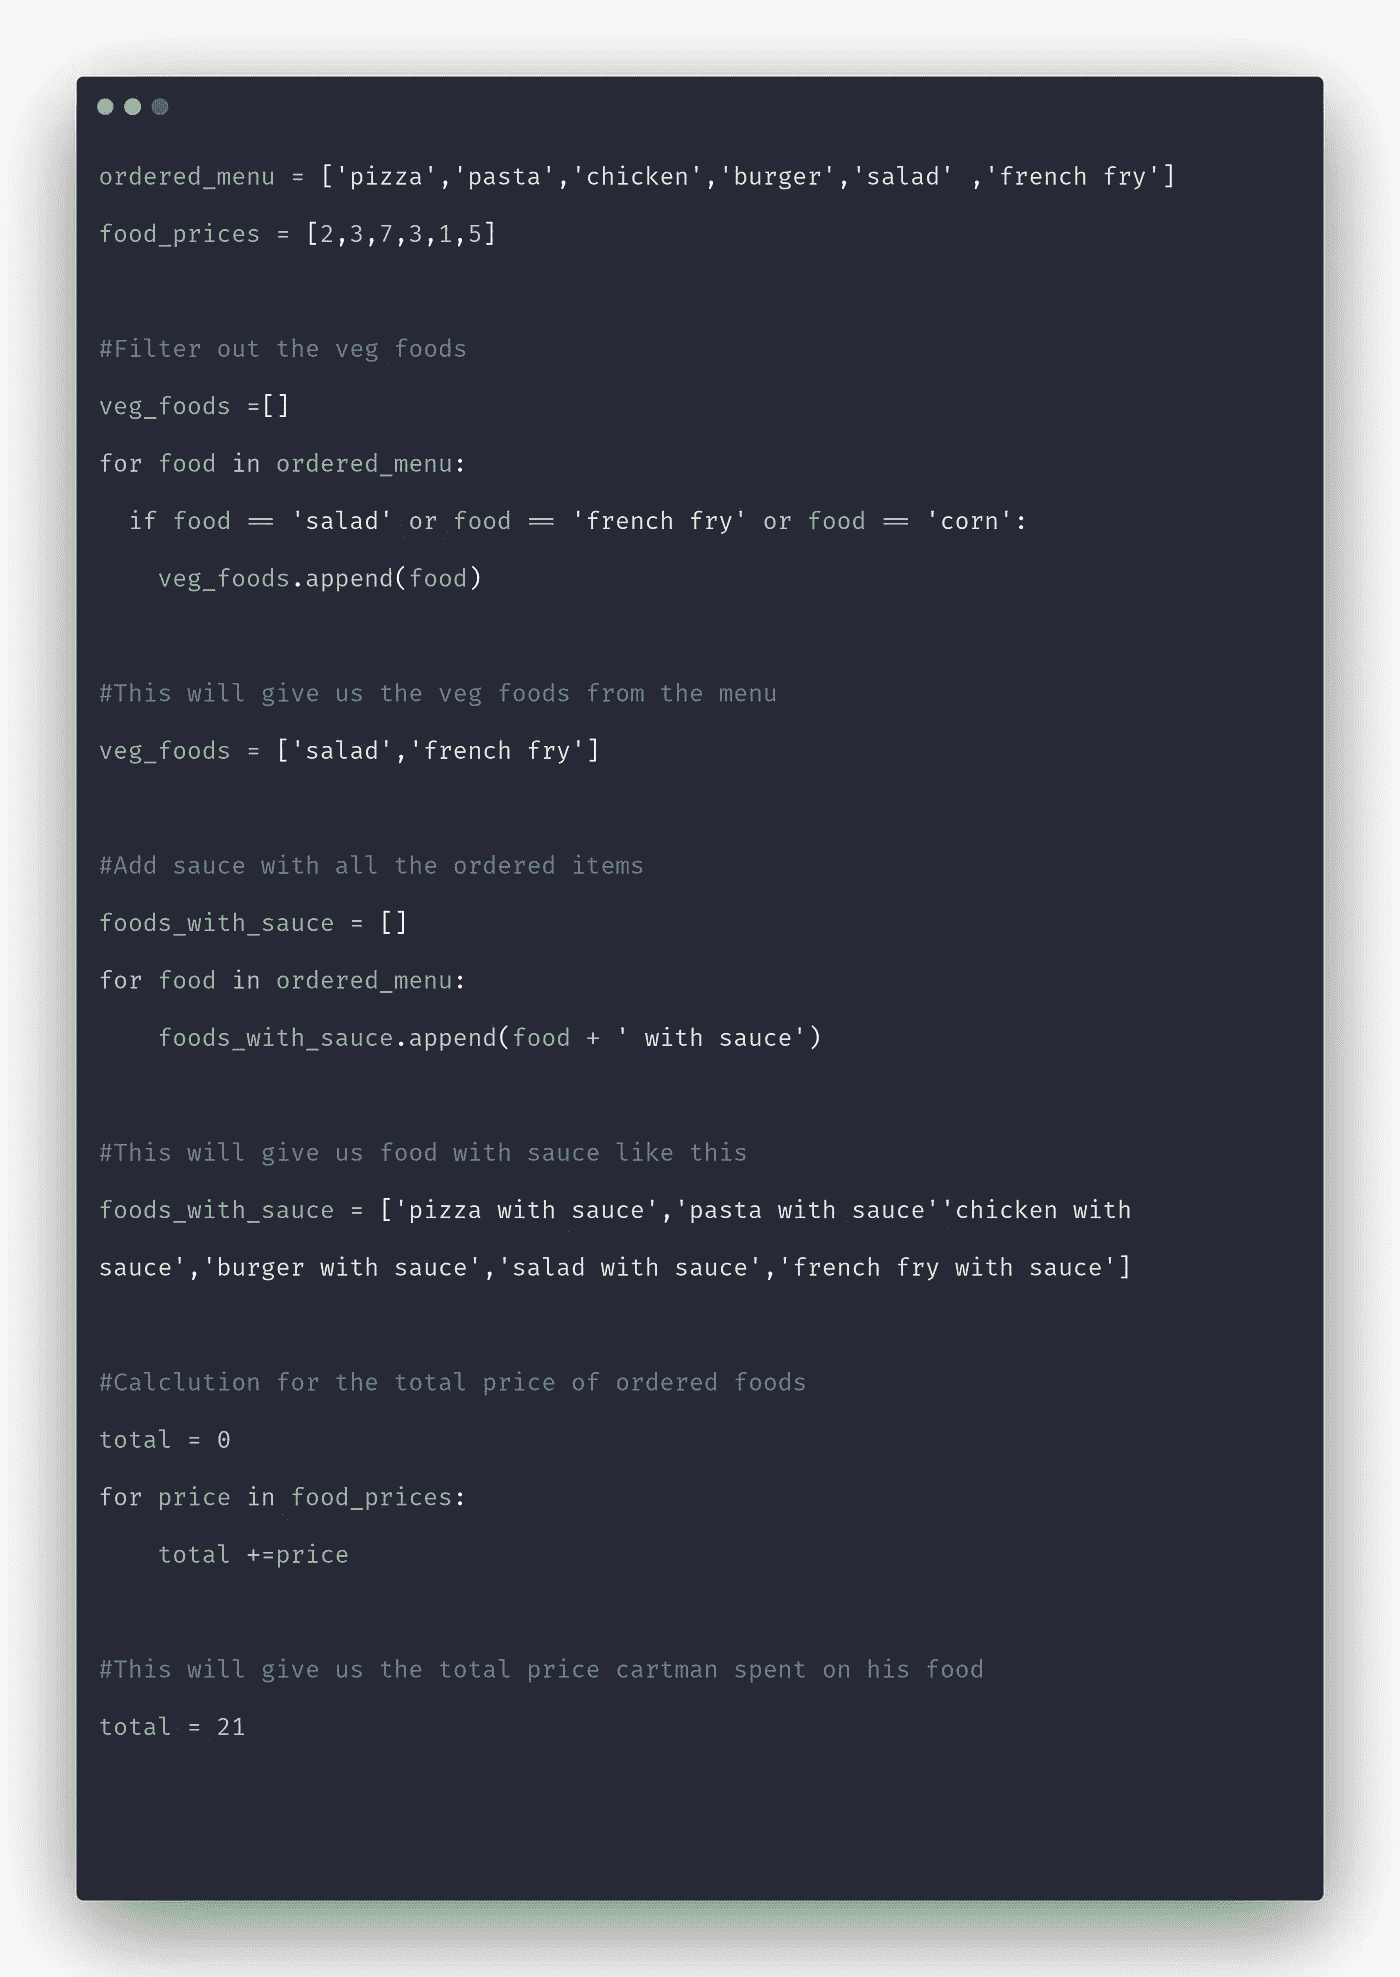 ordered_menu = ['pizza','pasta','chicken','burger','salad' ,'french fry']
food_prices = [2,3,7,3,1,5]
#Filter out the veg foods
veg_foods =[]
for food in ordered_menu:
  if food == 'salad' or food == 'french fry' or food == 'corn':
    veg_foods.append(food)
#This will give us the veg foods from the menu
veg_foods = ['salad','french fry']
#Add sauce with all the ordered items
foods_with_sauce = []
for food in ordered_menu:
    foods_with_sauce.append(food + ' with sauce')
#This will give us food with sauce like this
foods_with_sauce = ['pizza with sauce','pasta with sauce''chicken with
sauce','burger with sauce','salad with sauce','french fry with sauce']
#Calclution for the total price of ordered foods
total = 0
for price in food_prices:
    total +=price
#This will give us the total price cartman spent on his food
total = 21